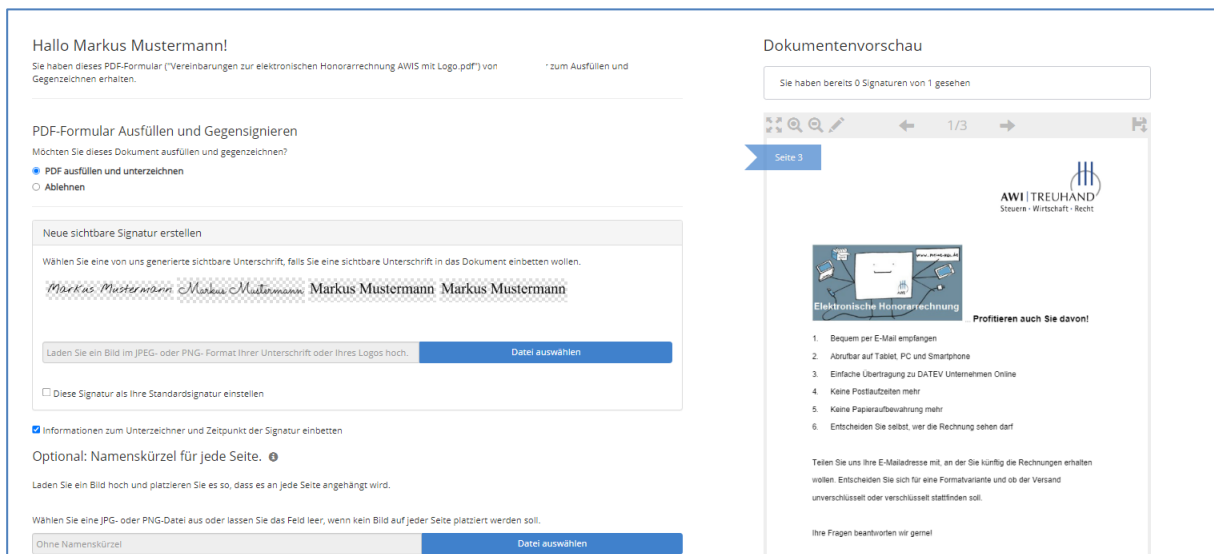 Hallo Markus Mustermann!
Sie haben dieses PDF-Formular ("Vereinbarungen zur elektronischen Honorarrechnung AWIS mit Logo.pdf") von zum Ausfüllen und
Gegenzeichnen erhalten.
PDF-Formular Ausfüllen und Gegensignieren
Möchten Sie dieses Dokument ausfüllen und gegenzeichnen?
PDF ausfüllen und unterzeichnen
Ablehnen
Neue sichtbare Signatur erstellen
Wählen Sie eine von uns generierte sichtbare Unterschrift, falls Sie eine sichtbare Unterschrift in das Dokument einbetten wollen.
Markus Mustermann Markus Mustermann Markus Mustermann Markus Mustermann
Laden Sie ein Bild im JPEG- oder PNG- Format Ihrer Unterschrift oder Ihres Logos hoch. Datei auswählen
Diese Signatur als Ihre Standardsignatur einstellen
Informationen zum Unterzeichner und Zeitpunkt der Signatur einbetten
Optional: Namenskürzel für jede Seite.
Laden Sie ein Bild hoch und platzieren Sie es so, dass es an jede Seite angehängt wird.
Wählen Sie eine JPG- oder PNG-Datei aus oder lassen Sie das Feld leer, wenn kein Bild auf jeder Seite platziert werden soll.
Ohne Namenskürzel Datei auswählen
Dokumentenvorschau
Sie haben bereits 0 Signaturen von 1 gesehen
1/3
Seite 3
AWI | TREUHAND
Steuern - Wirtschaft - Recht
Elektronische Honorarrechnung
... Profitieren auch Sie davon!
1. Bequem per E-Mail empfangen
2. Abrufbar auf Tablet, PC und Smartphone
3. Einfache Übertragung zu DATEV Unternehmen Online
4. Keine Postlaufzeiten mehr
5. Keine Papieraufbewahrung mehr
6. Entscheiden Sie selbst, wer die Rechnung sehen darf
Teilen Sie uns Ihre E-Mailadresse mit, an der Sie künftig die Rechnungen erhalten
wollen. Entscheiden Sie sich für eine Formatvariante und ob der Versand
unverschlüsselt oder verschlüsselt stattfinden soll.
Ihre Fragen beantworten wir gerne!